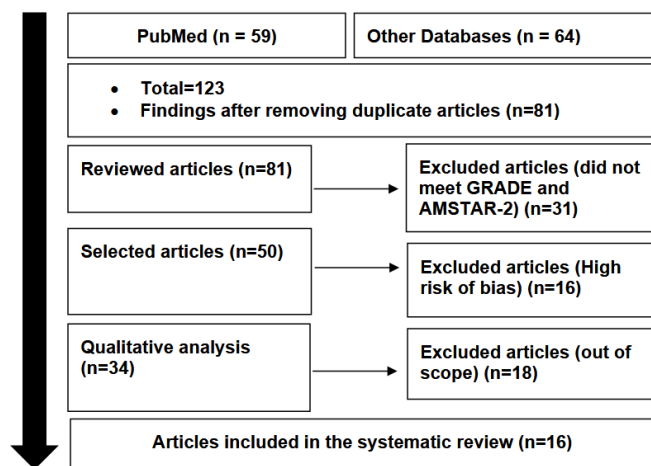 PubMed (n = 59)
Other Databases (n = 64)
• Total=123
• Findings after removing duplicate articles (n=81)
Reviewed articles (n=81)
Excluded articles (did not
meet GRADE and
AMSTAR-2) (n=31)
Selected articles (n=50)
Excluded articles (High
risk of bias) (n=16)
Qualitative analysis
(n=34)
Excluded articles (out of
scope) (n=18)
Articles included in the systematic review (n=16)